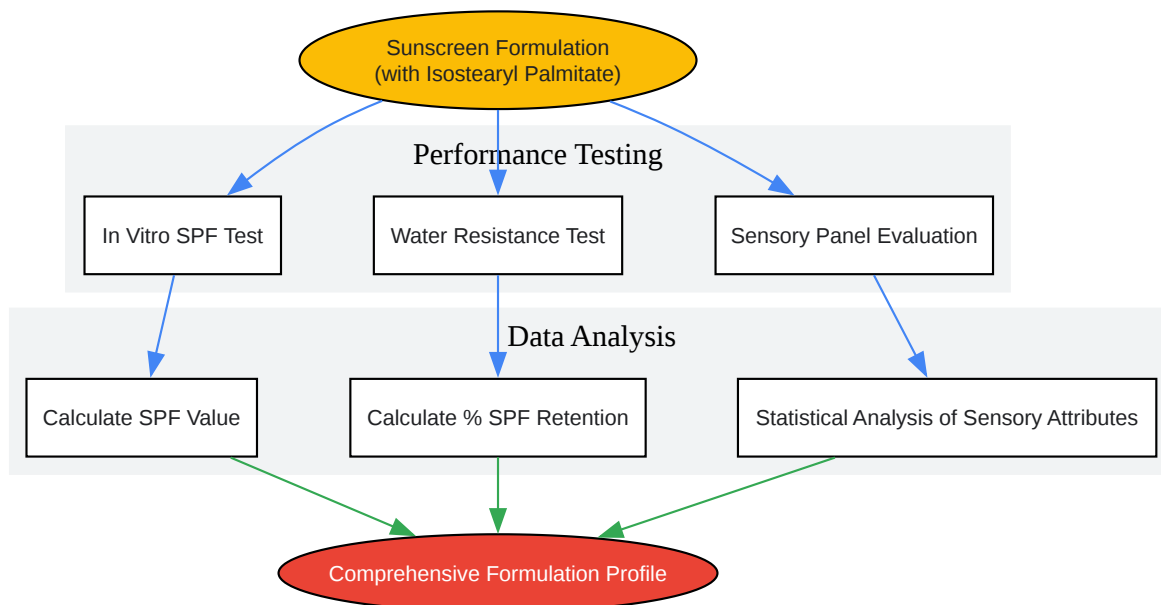 Sunscreen Formulation
(with Isostearyl Palmitate)
Performance Testing
In Vitro SPF Test
Water Resistance Test
Sensory Panel Evaluation
Data Analysis
Calculate SPF Value
Calculate % SPF Retention
Statistical Analysis of Sensory Attributes
Comprehensive Formulation Profile